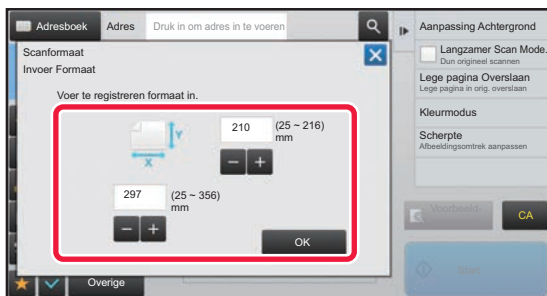 Adresboek
Adres
Druk in om adres in te voeren
Aanpassing Achtergrond
Scanformaat
Invoer Formaat
Langzamer Scan Mode.
Dun origineel scannen
Voer te registreren formaat in.
Lege pagina Overslaan
Lege pagina in orig. overslaan
Kleurmodus
Y
X
210
(25 ~ 216)
mm
Scherpte
Afbeeldingsomtrek aanpassen
297
(25 ~ 356)
mm
OK
Voorbeeld-
CA
Start
Overige